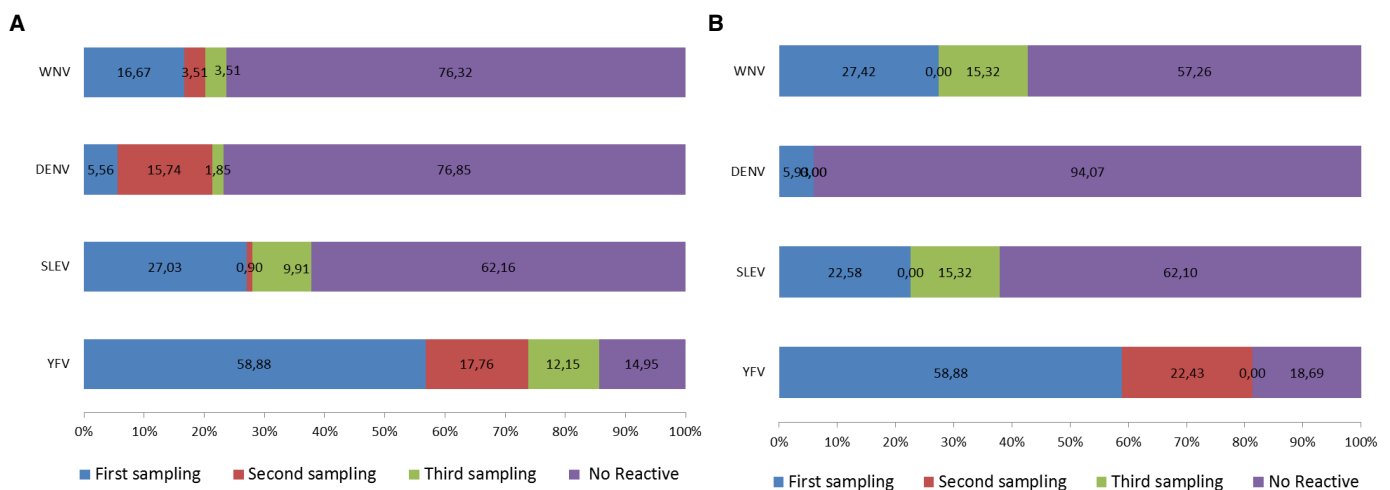 A
WNV 16,67 3,51 3,51 76,32
DENV 5,56 15,74 1,85 76,85
SLEV 27,03 0,90 9,91 62,16
YFV 58,88 17,76 12,15 14,95
0% 10% 20% 30% 40% 50% 60% 70% 80% 90% 100%
First sampling Second sampling Third sampling No Reactive
B
WNV 27,42 0,00 15,32 57,26
DENV 5,93 0,00 94,07
SLEV 22,58 0,00 15,32 62,10
YFV 58,88 22,43 0,00 18,69
0% 10% 20% 30% 40% 50% 60% 70% 80% 90% 100%
First sampling Second sampling Third sampling No Reactive